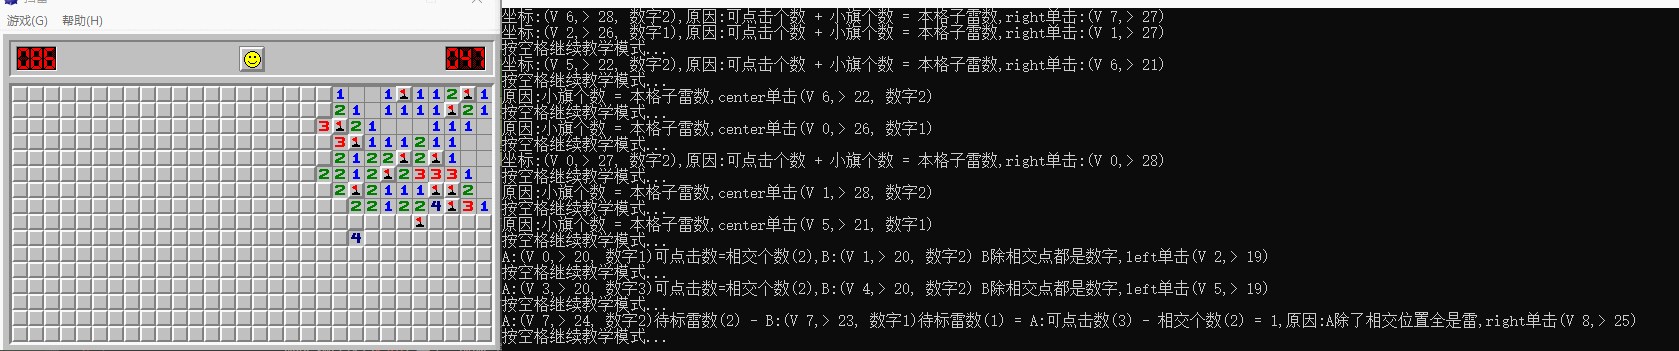 游戏(G) 帮助(H)
086 047
1 1 1 1 1 2 1 1
2 1 1 1 1 1 1 2 1
3 1 2 1 1 1 1
3 1 1 1 2 1 1
2 1 2 2 1 2 1 1
2 2 1 2 1 2 3 3 3 1
2 1 2 1 1 1 1 1 2
2 2 1 2 2 4 1 3 1
1
4
坐标:(V 6,> 28, 数字2),原因:可点击个数 + 小旗个数 = 本格子雷数,right单击:(V 7,> 27)
坐标:(V 2,> 26, 数字1),原因:可点击个数 + 小旗个数 = 本格子雷数,right单击:(V 1,> 27)
按空格继续教学模式...
坐标:(V 5,> 22, 数字2),原因:可点击个数 + 小旗个数 = 本格子雷数,right单击:(V 6,> 21)
按空格继续教学模式...
原因:小旗个数 = 本格子雷数,center单击(V 6,> 22, 数字2)
按空格继续教学模式...
原因:小旗个数 = 本格子雷数,center单击(V 0,> 26, 数字1)
按空格继续教学模式...
坐标:(V 0,> 27, 数字2),原因:可点击个数 + 小旗个数 = 本格子雷数,right单击:(V 0,> 28)
按空格继续教学模式...
原因:小旗个数 = 本格子雷数,center单击(V 1,> 28, 数字2)
按空格继续教学模式...
原因:小旗个数 = 本格子雷数,center单击(V 5,> 21, 数字1)
按空格继续教学模式...
A:(V 0,> 20, 数字1)可点击数=相交个数(2),B:(V 1,> 20, 数字2) B除相交点都是数字,left单击(V 2,> 19)
按空格继续教学模式...
A:(V 3,> 20, 数字3)可点击数=相交个数(2),B:(V 4,> 20, 数字2) B除相交点都是数字,left单击(V 5,> 19)
按空格继续教学模式...
A:(V 7,> 24, 数字2)待标雷数(2) - B:(V 7,> 23, 数字1)待标雷数(1) = A:可点击数(3) - 相交个数(2) = 1,原因:A除了相交位置全是雷,right单击(V 8,> 25)
按空格继续教学模式...